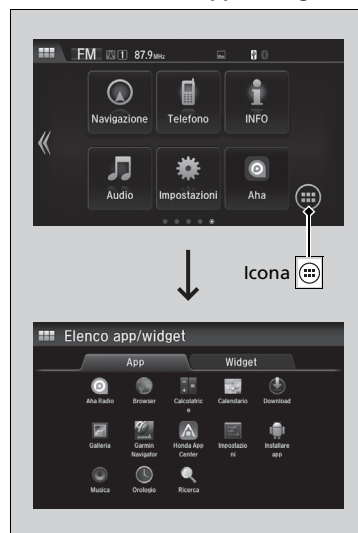 FM 1 87.9MHz
Navigazione Telefono INFO
Audio Impostazioni Aha
Icona
Elenco app/widget
App Widget
Aha Radio Browser Calcolatric
e Calendario Download
Galleria Garmin
Navigator Honda App
Center Impostazio
ni Installare
app
Musica Orologio Ricerca